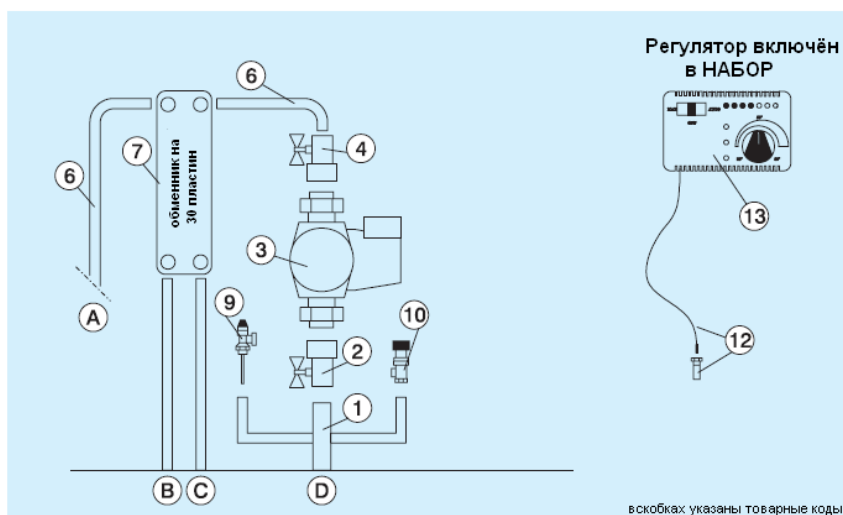 Регулятор включён
в НАБОР
6
6
4
7
обменник на
30 пластин
3
13
A
9
10
12
2
1
B
C
D
вскобках указаны товарные коды